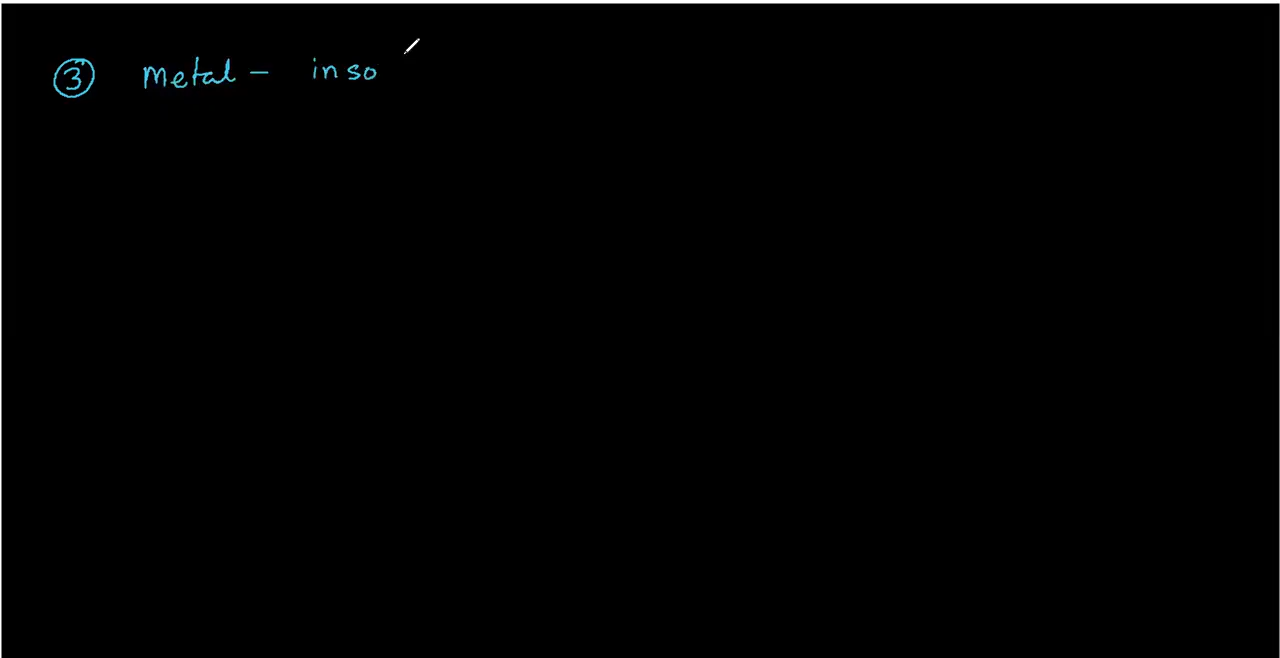 ③ Metal - inso